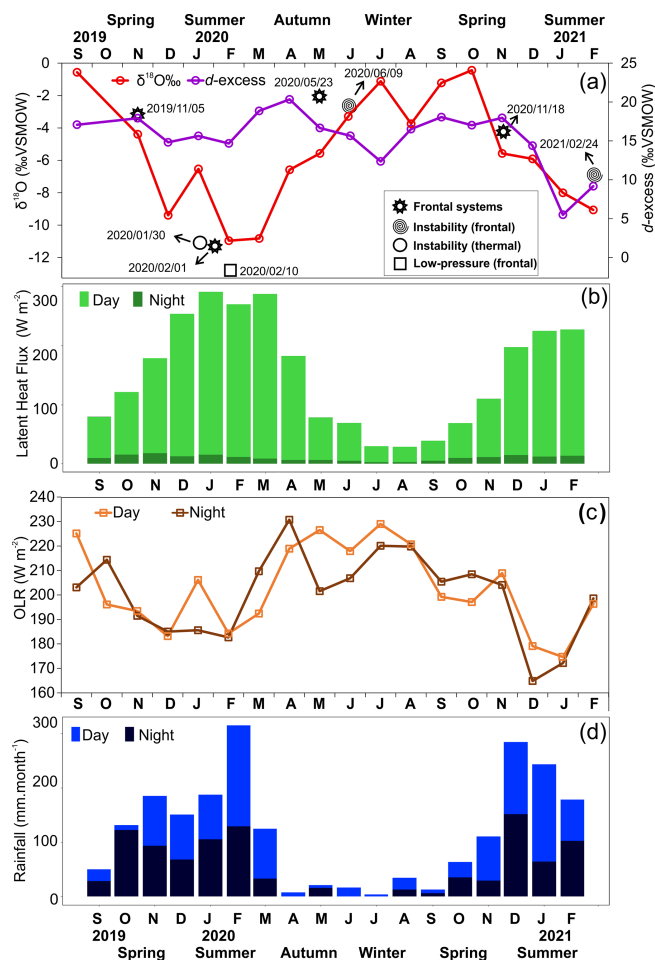 Spring Summer Autumn Winter Spring Summer
2019 2020 2021
S O N D J F M A M J J A S O N D J F
0 -2 -4 -6 -8 -10 -12
δ¹⁸O (‰VSMOW)
25 20 15 10 5 0
d-excess (‰VSMOW)
δ¹⁸O‰ d-excess
(a)
2019/11/05
2020/05/23
2020/06/09
2020/11/18
2021/02/24
2020/01/30
2020/02/01
2020/02/10
Frontal systems
Instability (frontal)
Instability (thermal)
Low-pressure (frontal)
300 200 100 0
Latent Heat Flux (W m⁻²)
Day Night
(b)
S O N D J F M A M J J A S O N D J F
240 230 220 210 200 190 180 170 160
OLR (W m⁻²)
Day Night
(c)
S O N D J F M A M J J A S O N D J F
300 200 100 0
Rainfall (mm.month⁻¹)
Day Night
(d)
S O N D J F M A M J J A S O N D J F
2019 2020 2021
Spring Summer Autumn Winter Spring Summer